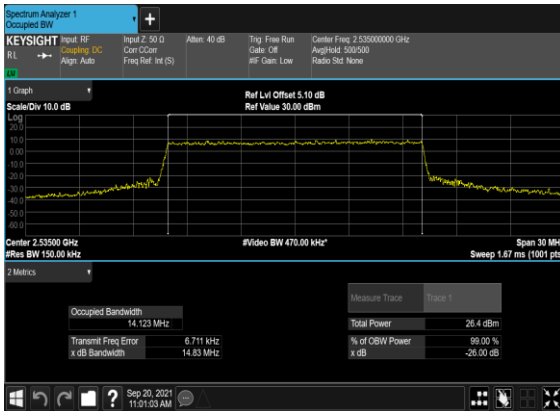 Spectrum Analyzer 1
Occupied BW
KEYSIGHT Input: RF Input Z: 50 Ω Atten: 40 dB Trig: Free Run Center Freq: 2.535000000 GHz
RL Coupling: DC Corr CCorr Gate: Off Avg|Hold: 500/500
Align: Auto Freq Ref: Int (S) #IF Gain: Low Radio Std: None
1 Graph
Ref Lvl Offset 5.10 dB
Scale/Div 10.0 dB Ref Value 30.00 dBm
Log
20.0
10.0
0.00
-10.0
-20.0
-30.0
-40.0
-50.0
-60.0
Center 2.53500 GHz #Video BW 470.00 kHz* Span 30 MH
#Res BW 150.00 kHz Sweep 1.67 ms (1001 pts
2 Metrics
Measure Trace Trace 1
Occupied Bandwidth
14.123 MHz Total Power 26.4 dBm
Transmit Freq Error 6.711 kHz % of OBW Power 99.00 %
x dB Bandwidth 14.83 MHz x dB -26.00 dB
Sep 20, 2021
11:01:03 AM